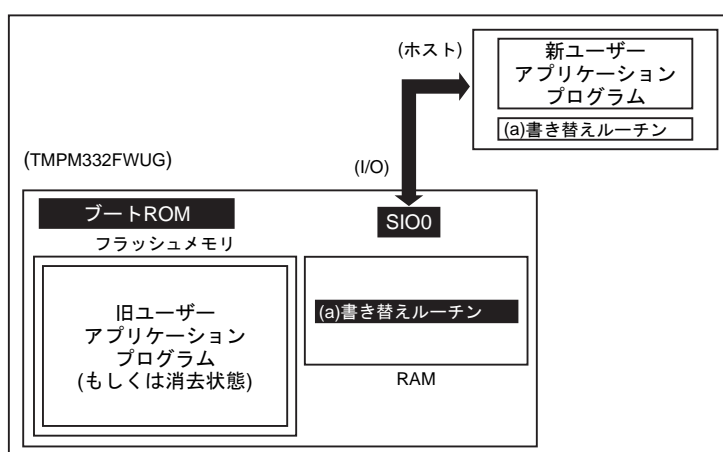 (ホスト)
新ユーザー
アプリケーション
プログラム
(a)書き替えルーチン
(TMPM332FWUG)
(I/O)
ブートROM
SIO0
フラッシュメモリ
旧ユーザー
アプリケーション
プログラム
(もしくは消去状態)
(a)書き替えルーチン
RAM